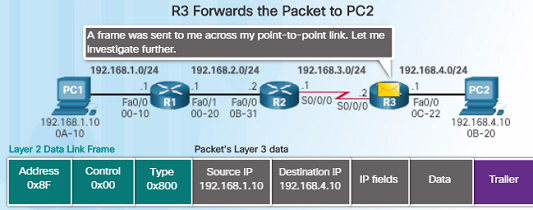 R3 Forwards the Packet to PC2
A frame was sent to me across my point-to-point link. Let me
investigate further.
192.168.1.0/24 192.168.2.0/24 192.168.3.0/24 192.168.4.0/24
PC1 .1 .1 .2 .2 .1 PC2
Fa0/0 R1 Fa0/1 Fa0/0 R2 S0/0/0 S0/0/0 R3 Fa0/0
00-10 00-20 0B-31 0C-22
192.168.1.10 192.168.4.10
0A-10 0B-20
Layer 2 Data Link Frame Packet's Layer 3 data
Address Control Type Source IP Destination IP IP fields Data Trailer
0x8F 0x00 0x800 192.168.1.10 192.168.4.10